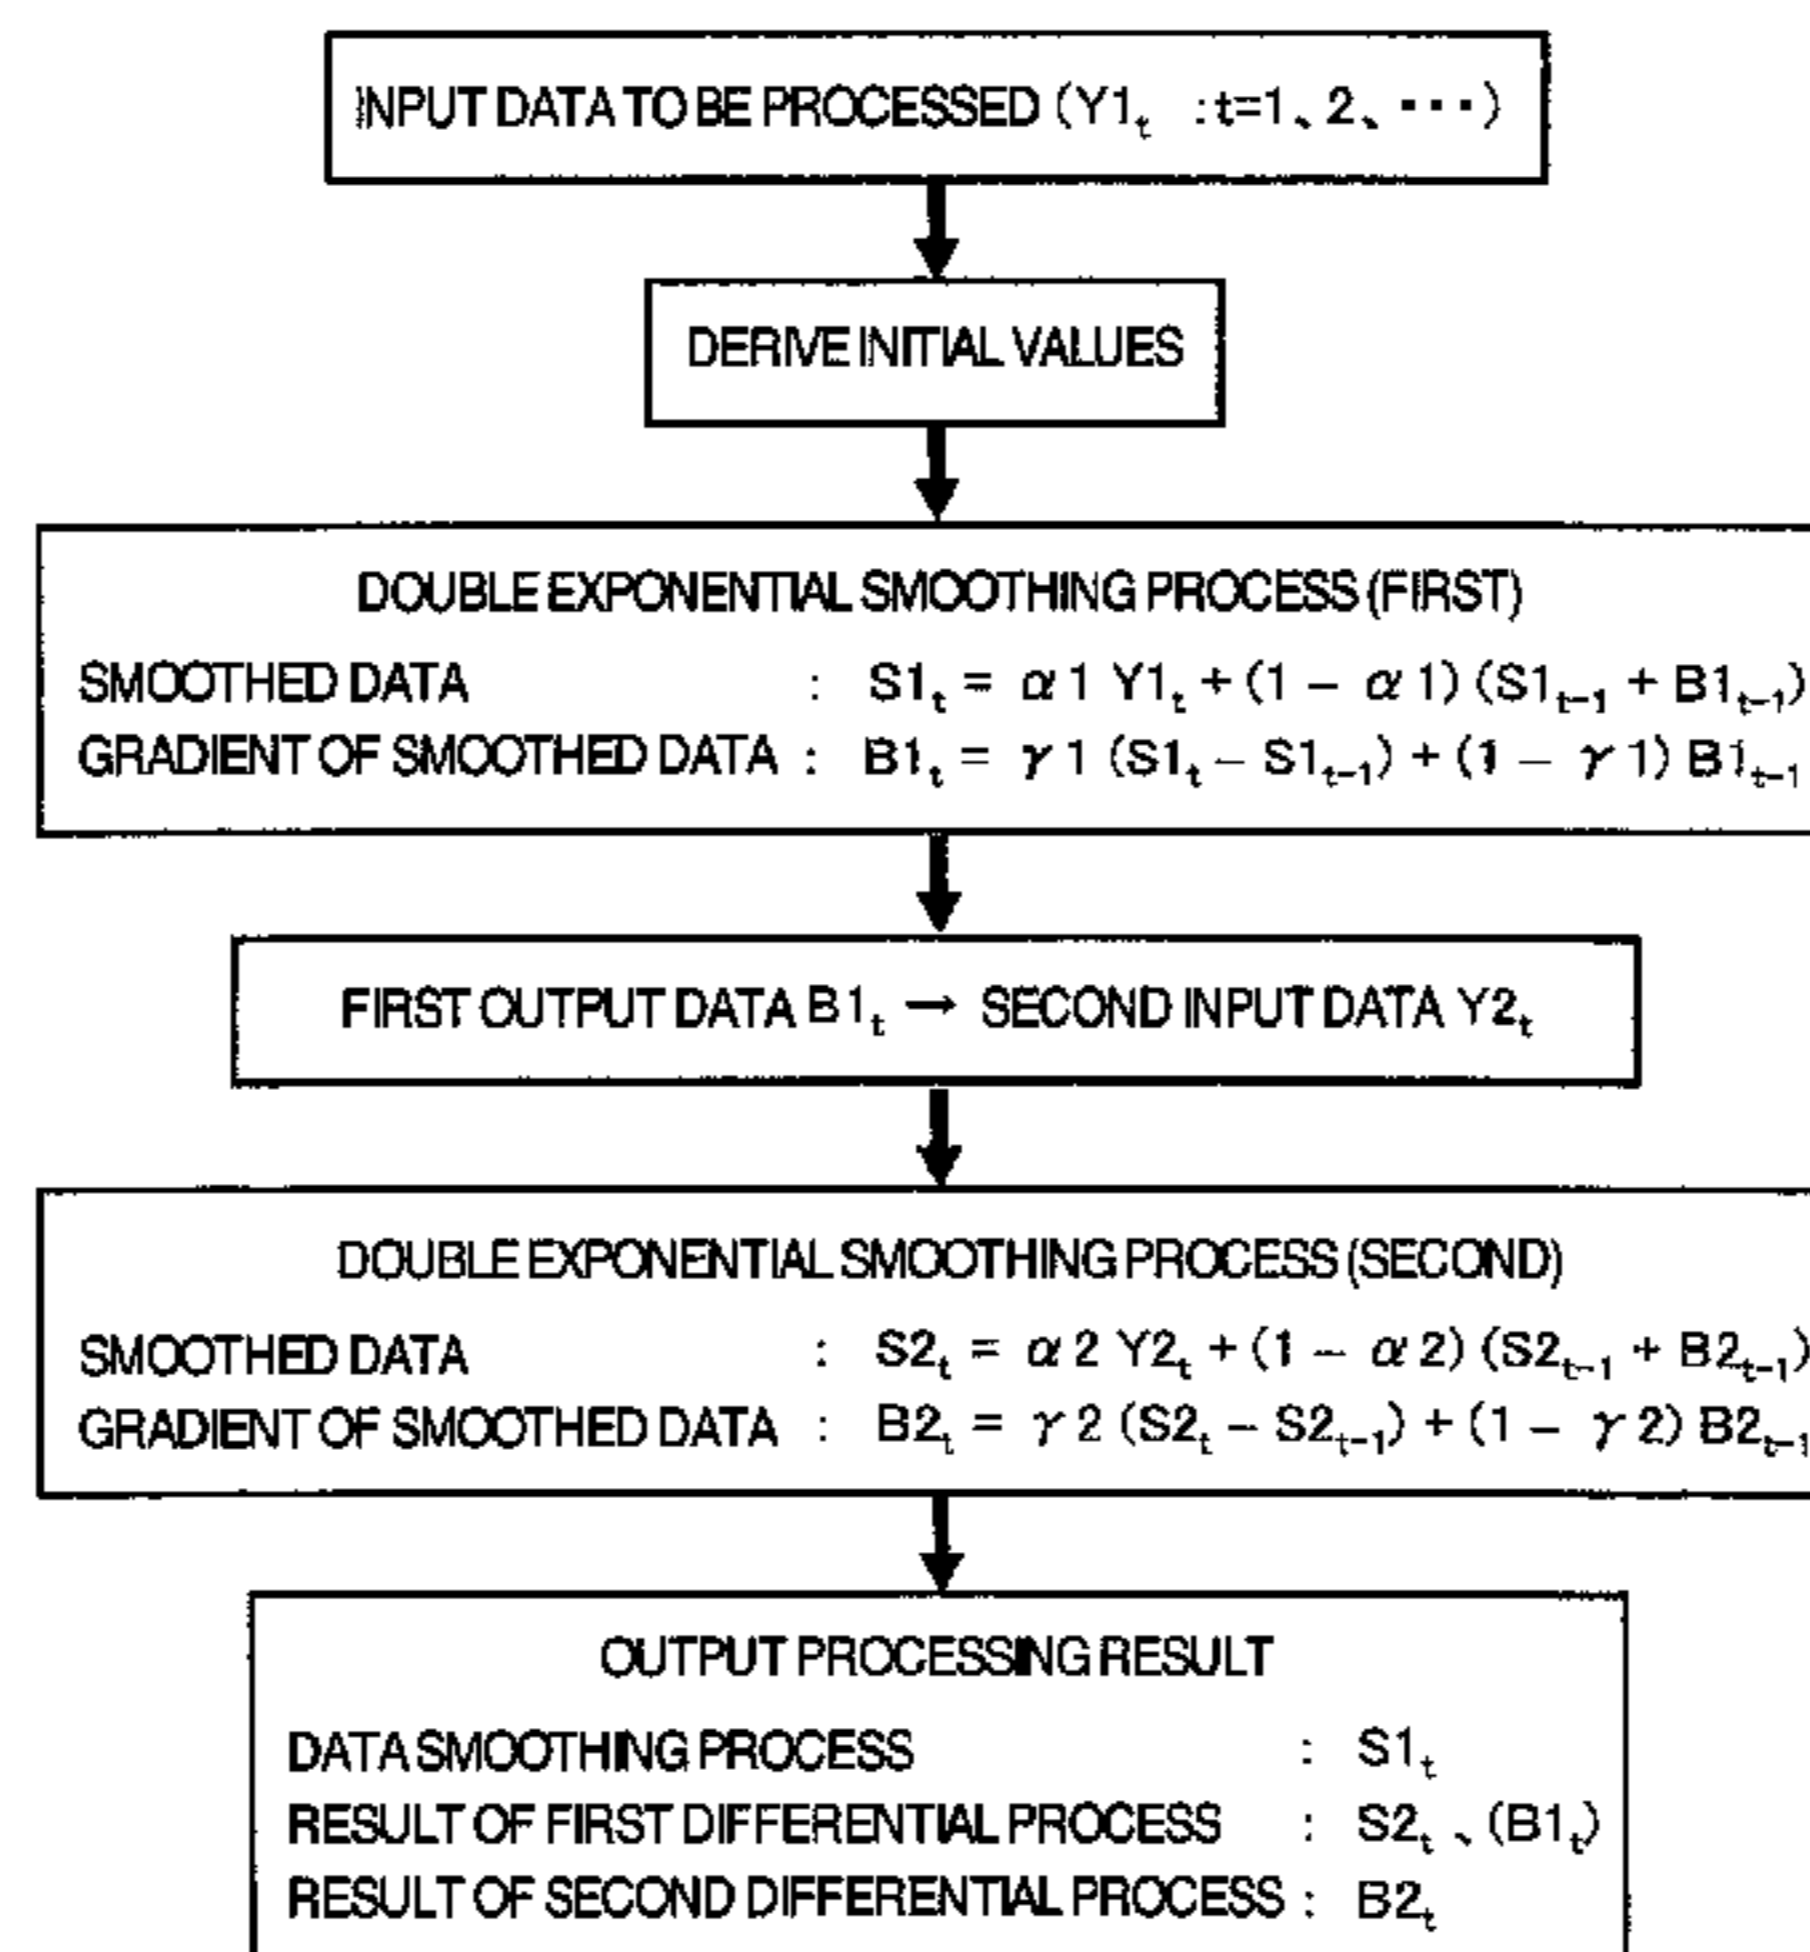 INPUT DATA TO BE PROCESSED (Y1ₜ :t=1、2、・・・)
DERIVE INITIAL VALUES
DOUBLE EXPONENTIAL SMOOTHING PROCESS (FIRST)
SMOOTHED DATA : S1ₜ = α1 Y1ₜ + (1 − α1) (S1ₜ₋₁ + B1ₜ₋₁)
GRADIENT OF SMOOTHED DATA : B1ₜ = γ1 (S1ₜ − S1ₜ₋₁) + (1 − γ1) B1ₜ₋₁
FIRST OUTPUT DATA B1ₜ → SECOND INPUT DATA Y2ₜ
DOUBLE EXPONENTIAL SMOOTHING PROCESS (SECOND)
SMOOTHED DATA : S2ₜ = α2 Y2ₜ + (1 − α2) (S2ₜ₋₁ + B2ₜ₋₁)
GRADIENT OF SMOOTHED DATA : B2ₜ = γ2 (S2ₜ − S2ₜ₋₁) + (1 − γ2) B2ₜ₋₁
OUTPUT PROCESSING RESULT
DATA SMOOTHING PROCESS : S1ₜ
RESULT OF FIRST DIFFERENTIAL PROCESS : S2ₜ、(B1ₜ)
RESULT OF SECOND DIFFERENTIAL PROCESS : B2ₜ